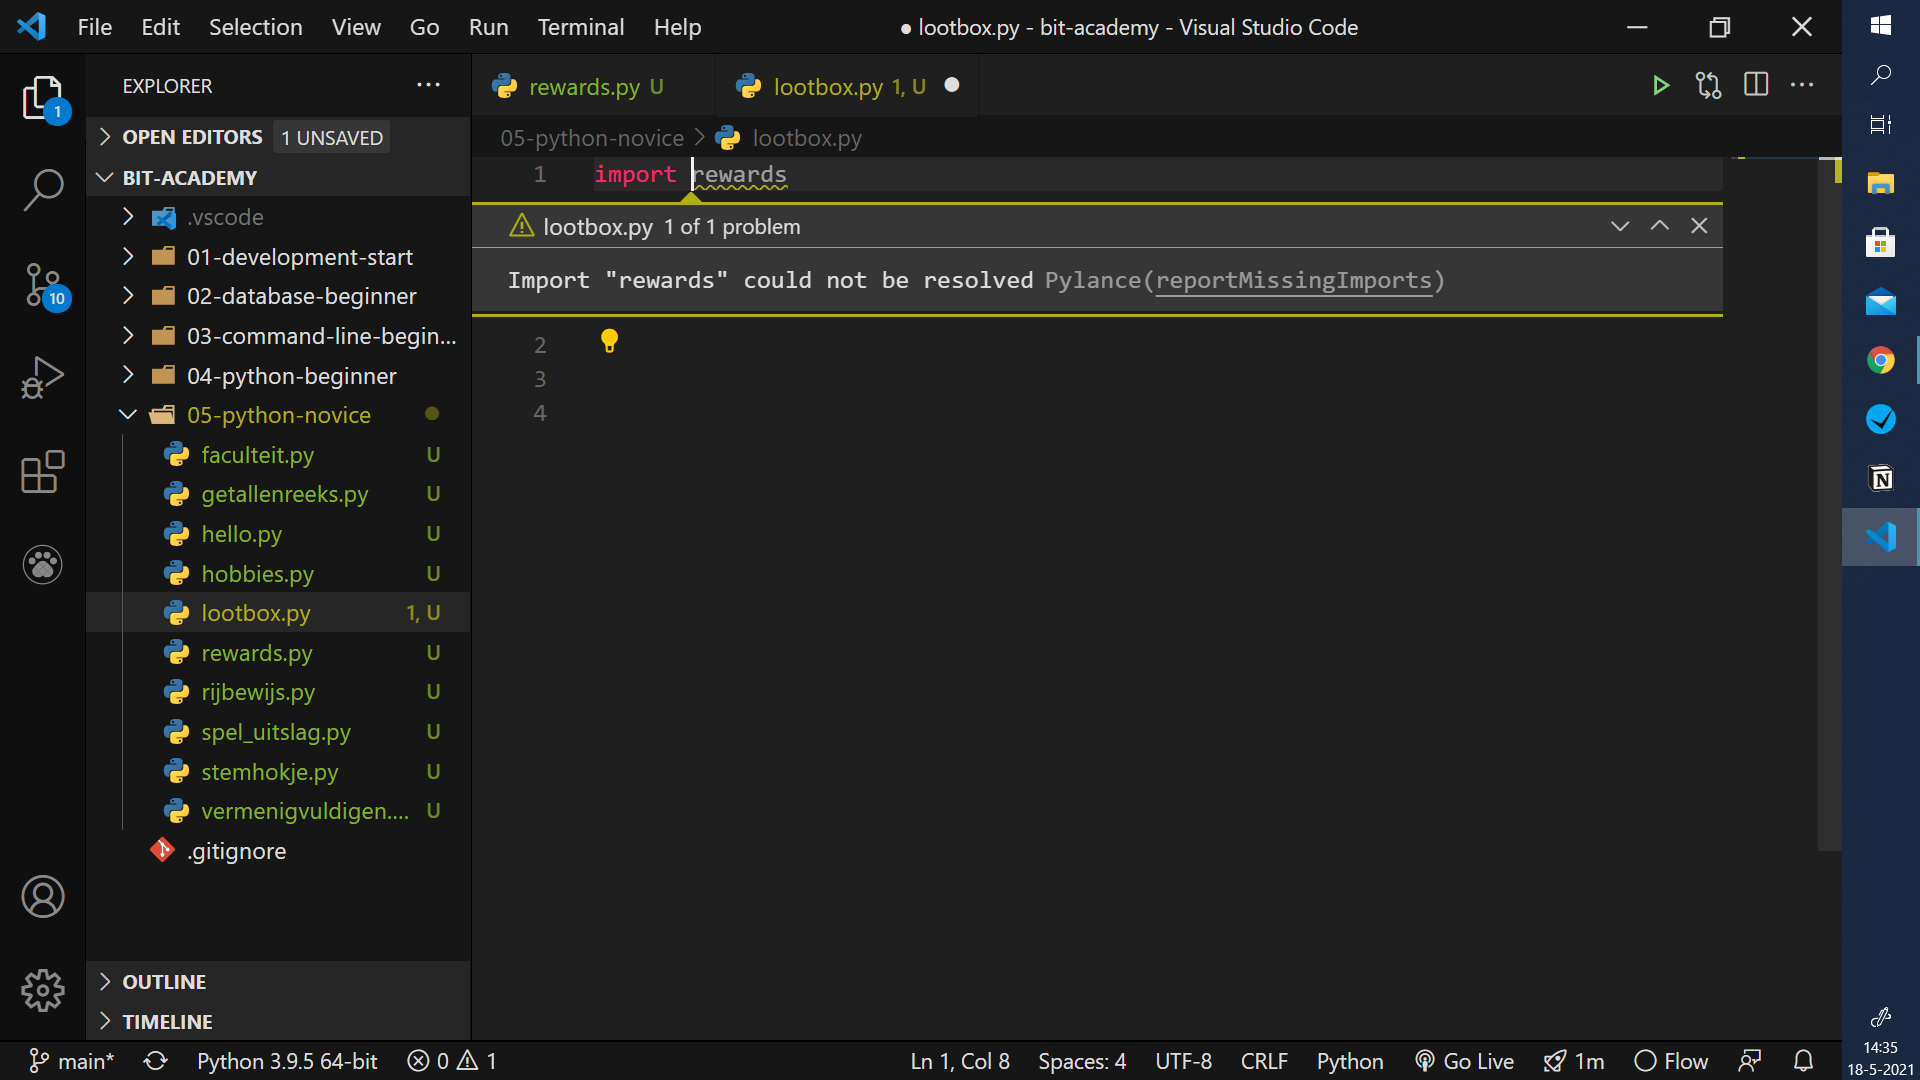 File Edit Selection View Go Run Terminal Help
● lootbox.py - bit-academy - Visual Studio Code
EXPLORER
1
rewards.py U
lootbox.py 1, U
OPEN EDITORS 1 UNSAVED
05-python-novice > lootbox.py
BIT-ACADEMY
1 import rewards
.vscode
lootbox.py 1 of 1 problem
01-development-start
Import "rewards" could not be resolved Pylance(reportMissingImports)
02-database-beginner
10
03-command-line-begin...
2
04-python-beginner
3
05-python-novice
4
faculteit.py U
getallenreeks.py U
hello.py U
hobbies.py U
lootbox.py 1, U
rewards.py U
rijbewijs.py U
spel_uitslag.py U
stemhokje.py U
vermenigvuldigen.... U
.gitignore
OUTLINE
TIMELINE
main* Python 3.9.5 64-bit 0 1 Ln 1, Col 8 Spaces: 4 UTF-8 CRLF Python Go Live 1m Flow
14:35
18-5-2021